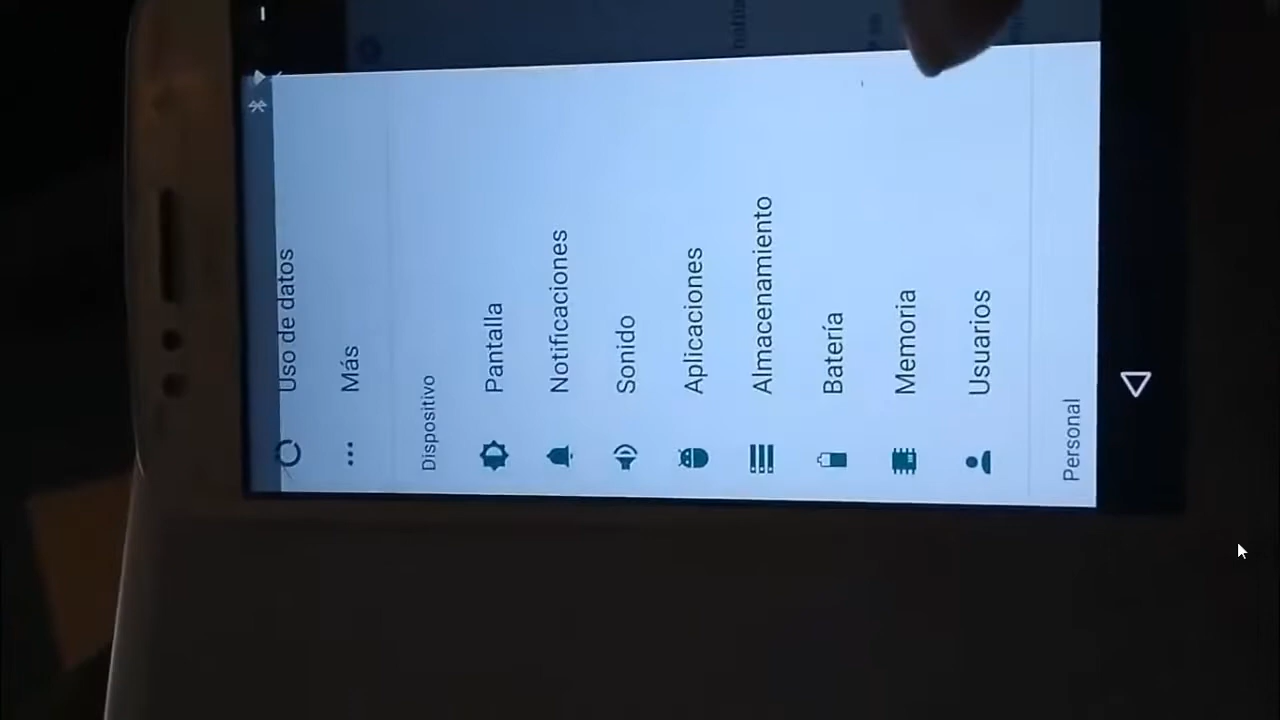 Uso de datos
Más
Dispositivo
Pantalla
Notificaciones
Sonido
Aplicaciones
Almacenamiento
Batería
Memoria
Usuarios
Personal